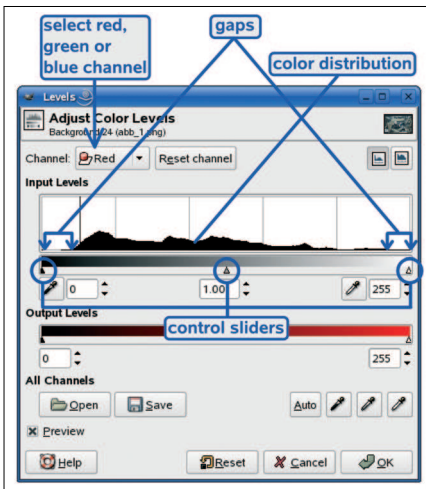 select red,
green or
blue channel
gaps
color distribution
Levels
Adjust Color Levels
Background-24 (abb_1.png)
Channel: Red Reset channel
Input Levels
0 1.00 255
Output Levels
control sliders
0 255
All Channels
Open Save Auto
Preview
Help Reset Cancel OK